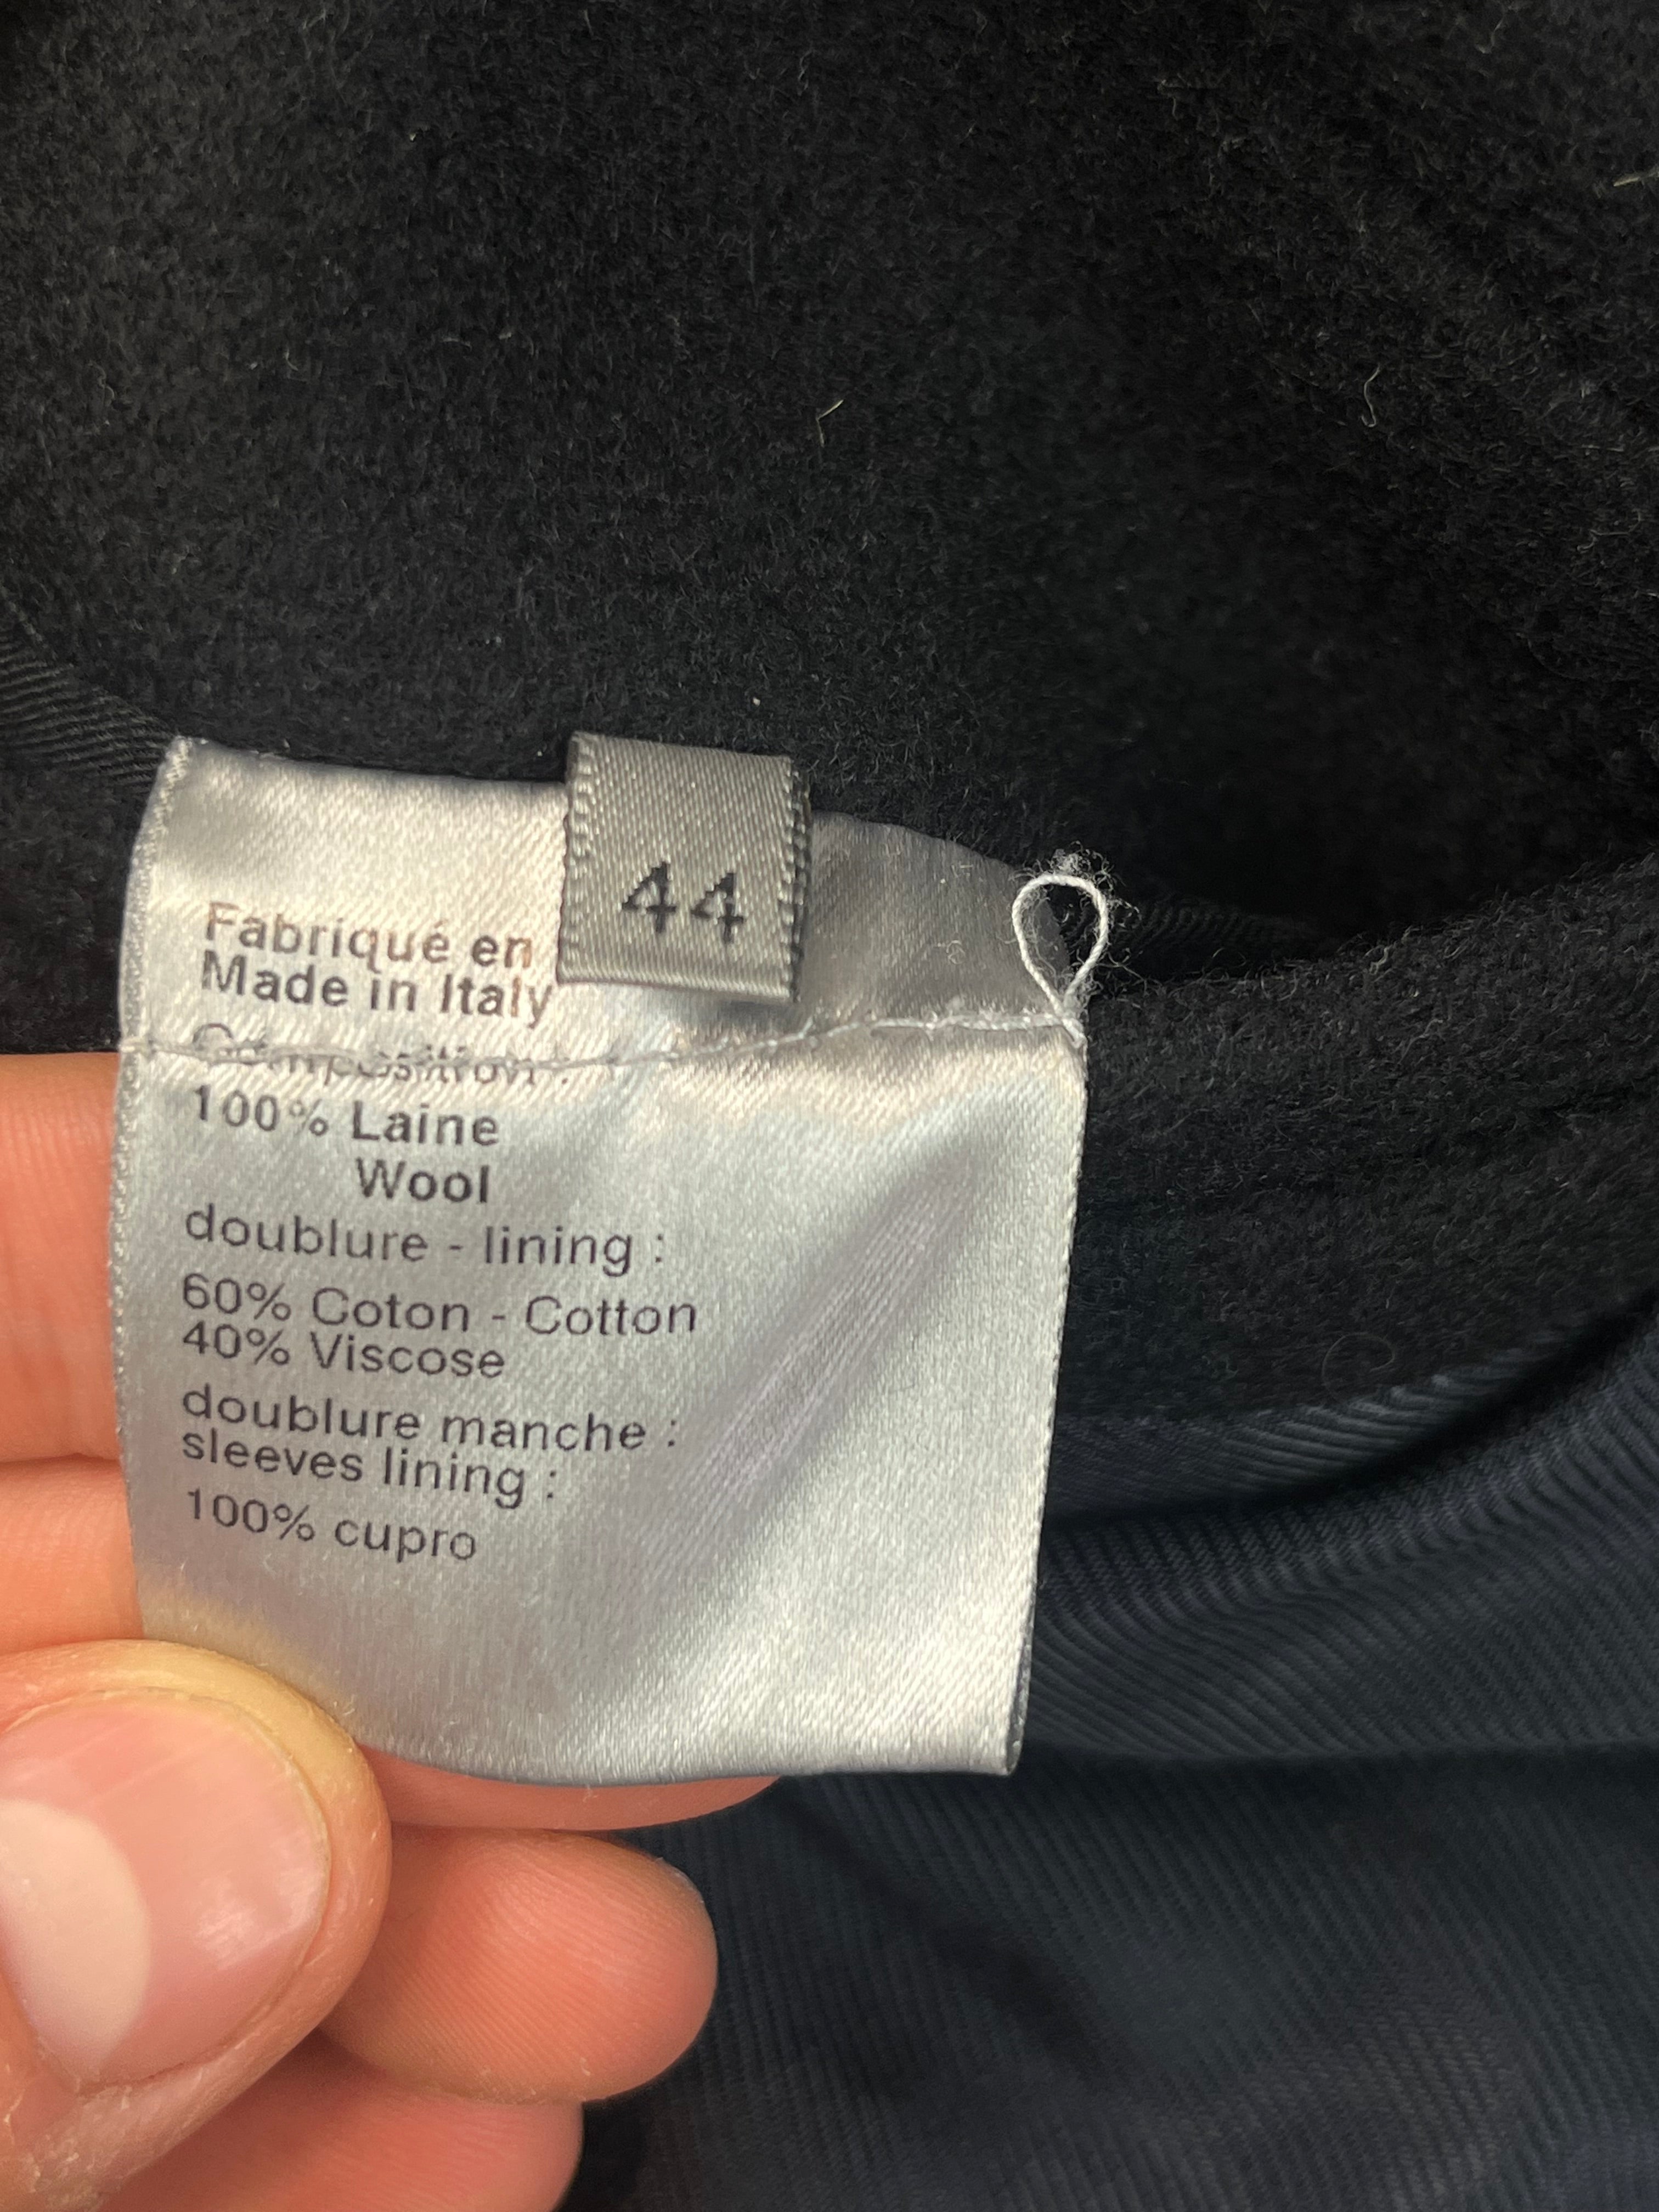 44
Fabriqué en
Made in Italy
Composition :
100% Laine
Wool
doublure - lining :
60% Coton - Cotton
40% Viscose
doublure manche :
sleeves lining :
100% cupro